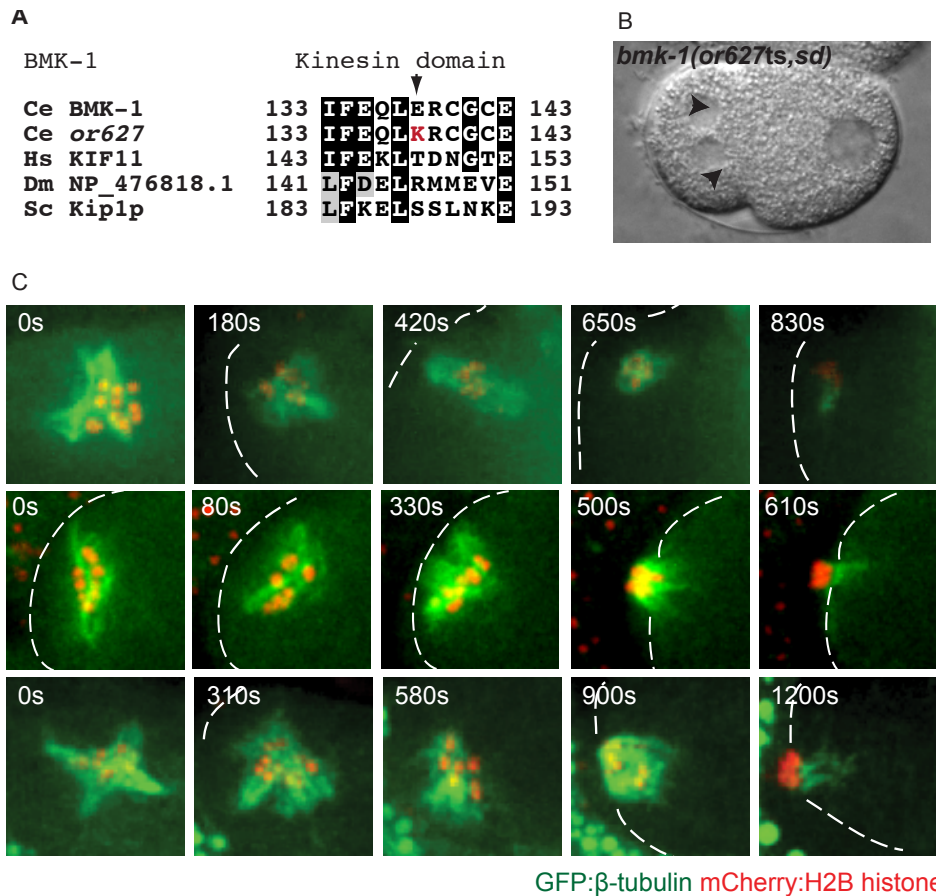 A
BMK-1 Kinesin domain
Ce BMK-1 133 IFEQLERCGCE 143
Ce or627 133 IFEQLKRCGCE 143
Hs KIF11 143 IFEKLTDNGTE 153
Dm NP_476818.1 141 LFDELRMMEVE 151
Sc Kip1p 183 LFKELSSLNKE 193
B
bmk-1(or627ts,sd)
C
0s 180s 420s 650s 830s
0s 80s 330s 500s 610s
0s 310s 580s 900s 1200s
GFP:β-tubulin mCherry:H2B histone